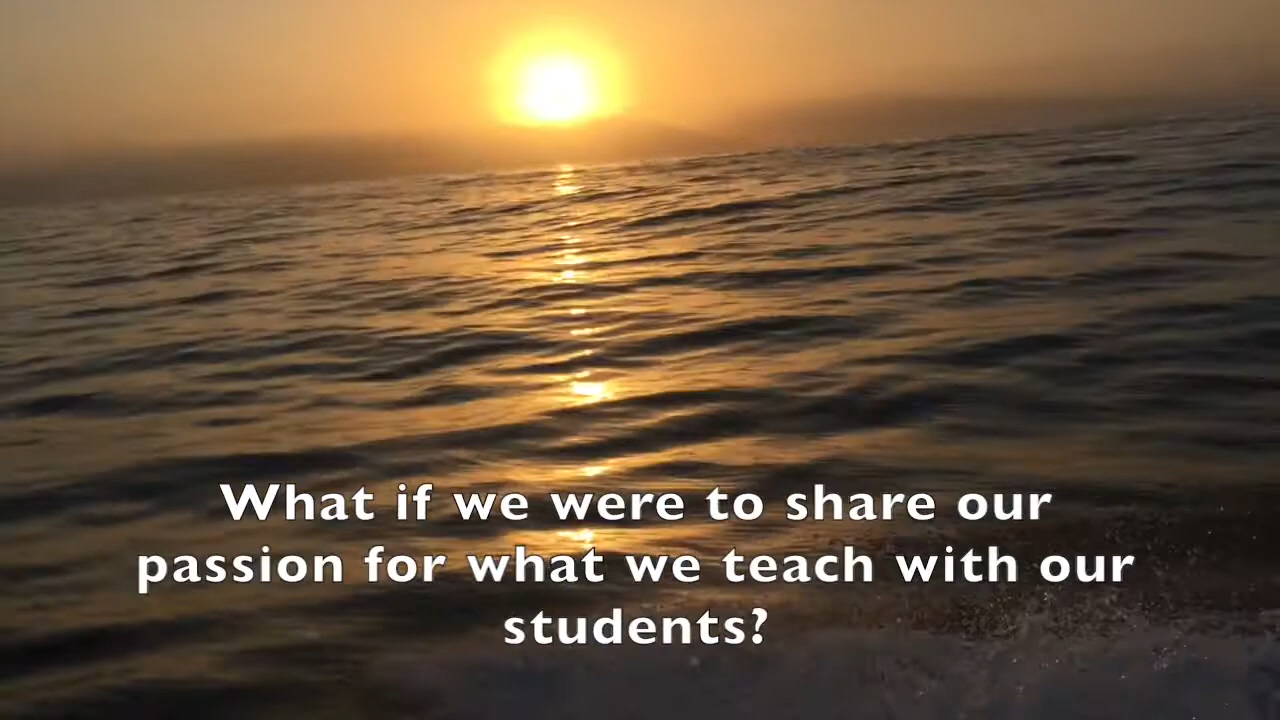 What if we were to share our
passion for what we teach with our
students?